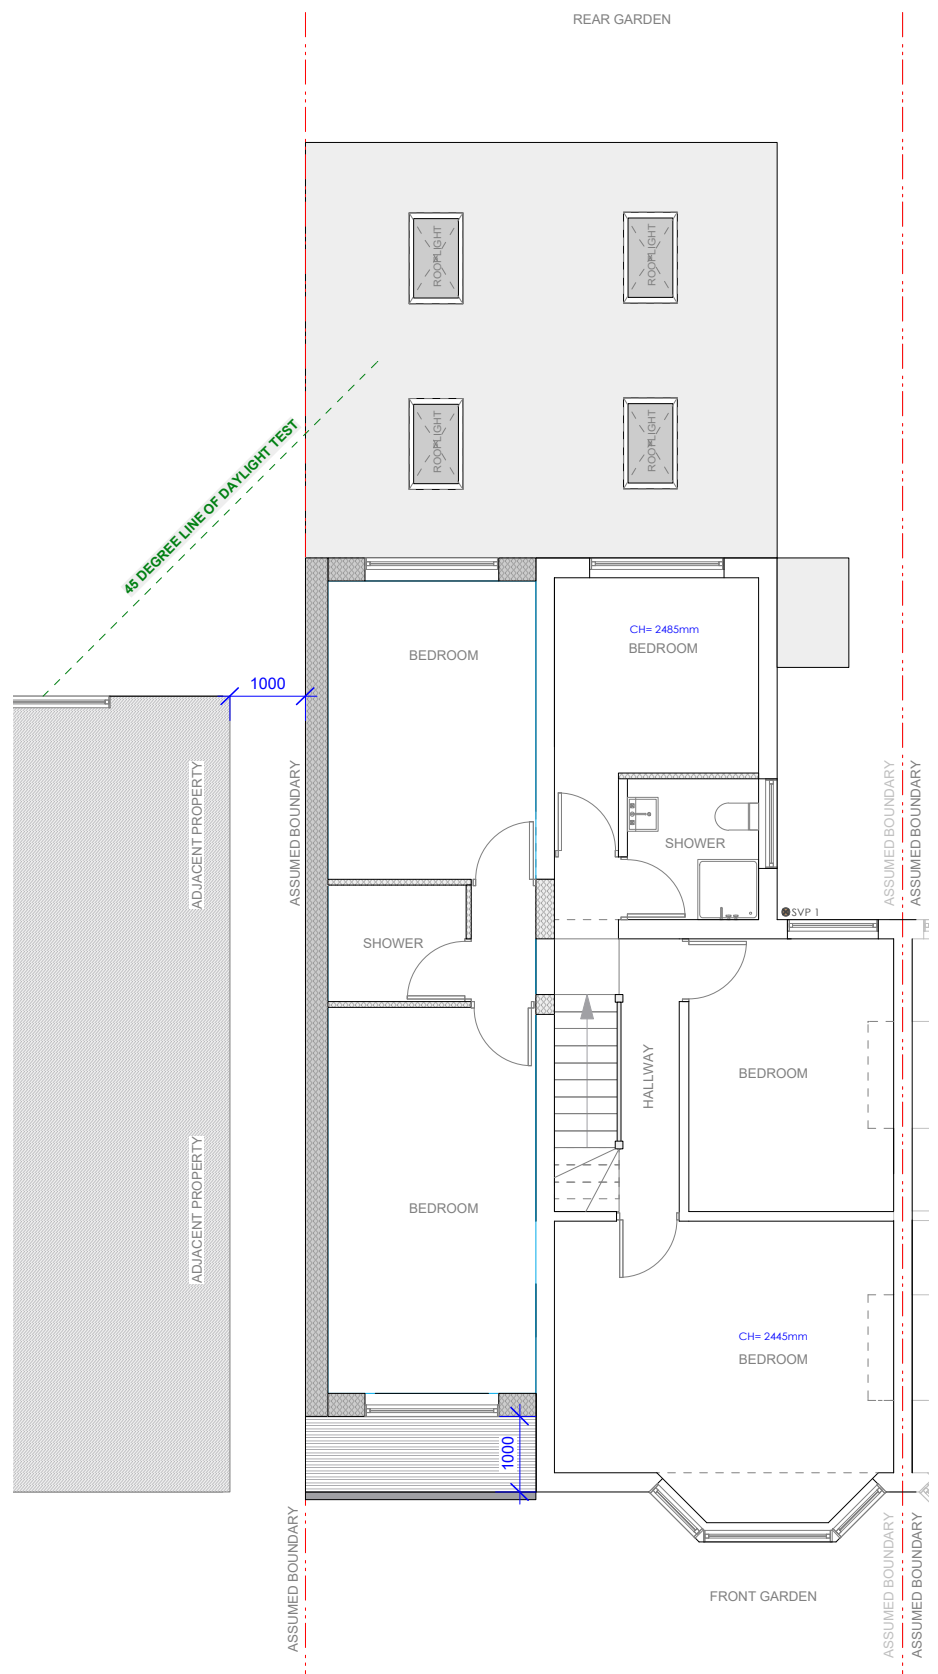 REAR GARDEN
ROOFLIGHT
ROOFLIGHT
ROOFLIGHT
ROOFLIGHT
45 DEGREE LINE OF DAYLIGHT TEST
CH= 2485mm
BEDROOM
BEDROOM
1000
ADJACENT PROPERTY
ASSUMED BOUNDARY
ASSUMED BOUNDARY
ASSUMED BOUNDARY
SHOWER
SVP 1
SHOWER
HALLWAY
BEDROOM
ADJACENT PROPERTY
BEDROOM
CH= 2445mm
BEDROOM
1000
ASSUMED BOUNDARY
ASSUMED BOUNDARY
ASSUMED BOUNDARY
FRONT GARDEN